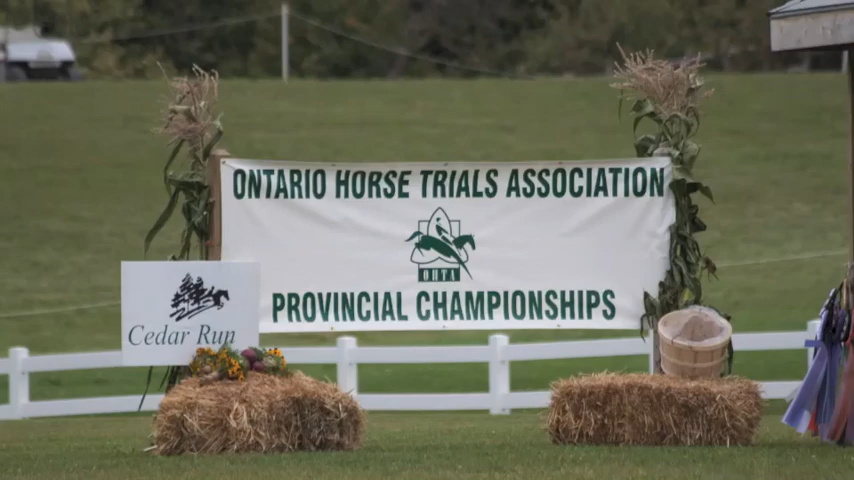 ONTARIO HORSE TRIALS ASSOCIATION
OHTA
PROVINCIAL CHAMPIONSHIPS
Cedar Run